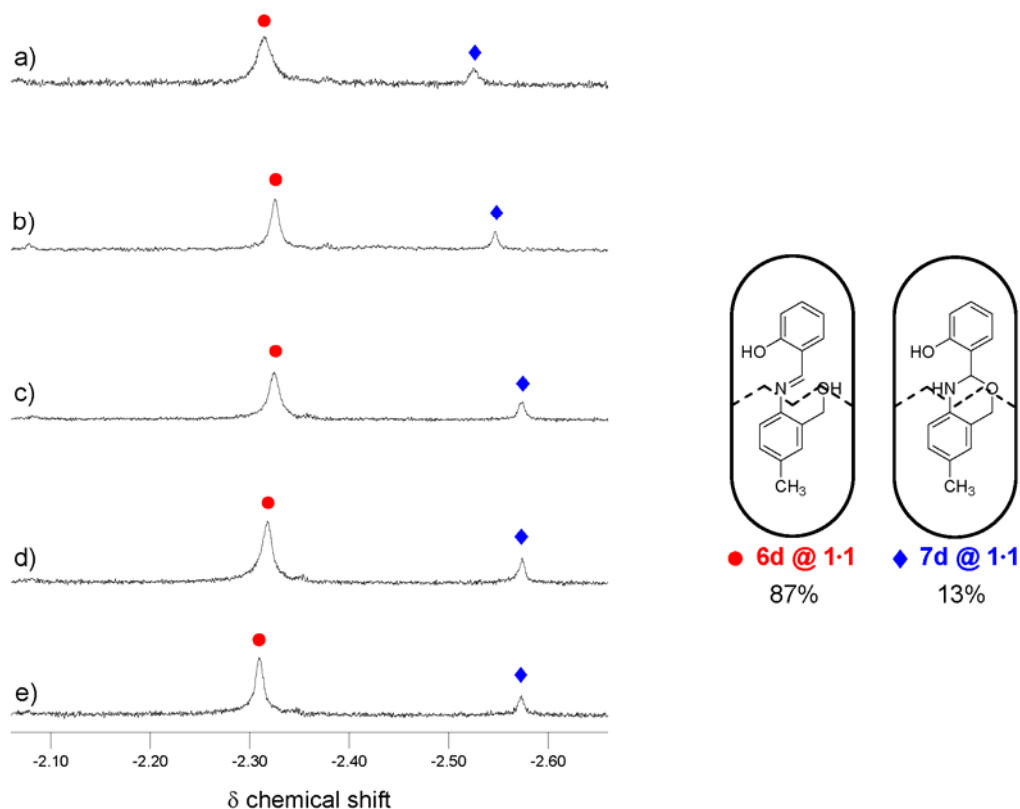 a)
b)
c)
d)
e)
-2.10 -2.20 -2.30 -2.40 -2.50 -2.60
δ chemical shift
HO
N
OH
CH3
HO
HN
O
CH3
6d @ 1·1
7d @ 1·1
87%
13%